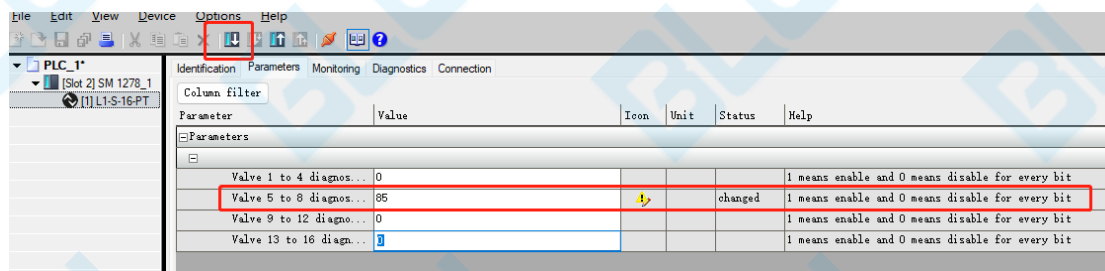 File Edit View Device Options Help
PLC_1*
[Slot 2] SM 1278_1
[1] L1-S-16-PT
Identification Parameters Monitoring Diagnostics Connection
Column filter
Parameter Value Icon Unit Status Help
Parameters
Valve 1 to 4 diagnos... 0 1 means enable and 0 means disable for every bit
Valve 5 to 8 diagnos... 85 changed 1 means enable and 0 means disable for every bit
Valve 9 to 12 diagno... 0 1 means enable and 0 means disable for every bit
Valve 13 to 16 diagn... 0 1 means enable and 0 means disable for every bit